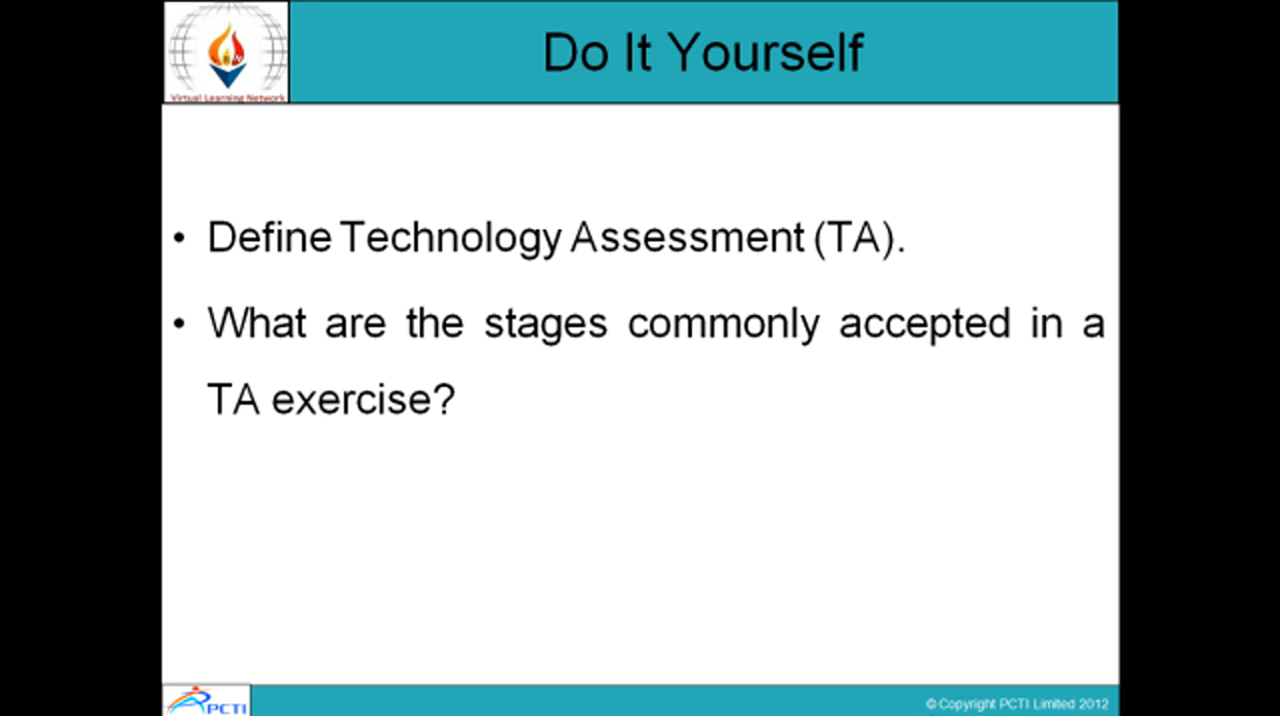 Do It Yourself
Virtual Learning Network
• Define Technology Assessment (TA).
• What are the stages commonly accepted in a
TA exercise?
PCTI
© Copyright PCTI Limited 2012